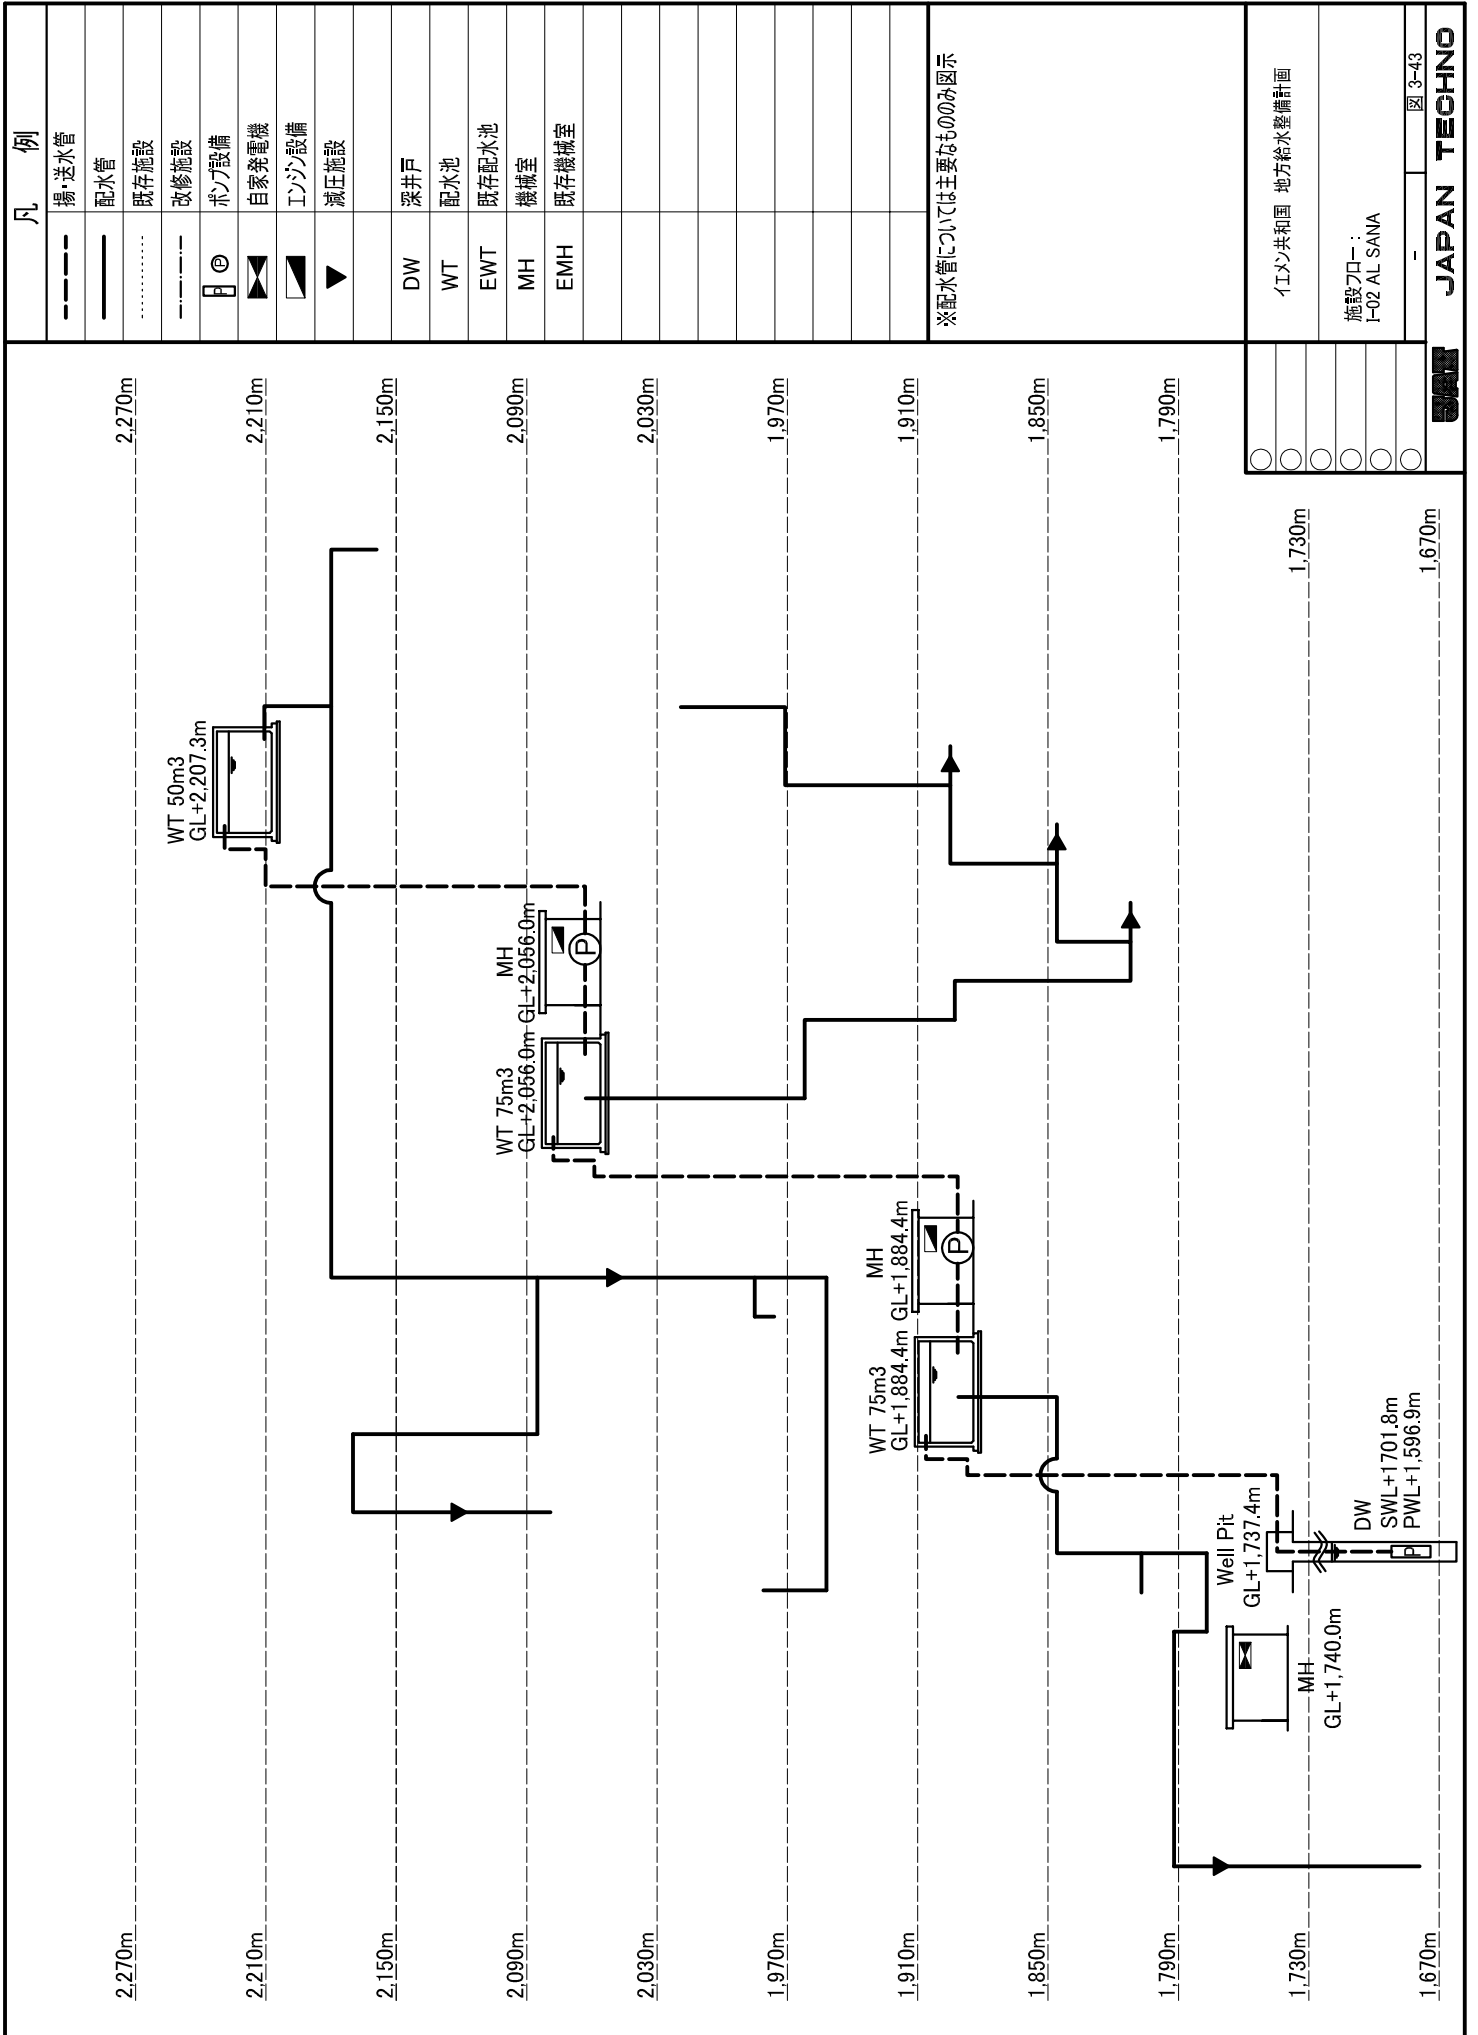 凡　例
揚・送水管
配水管
既存施設
改修施設
P P ポンプ設備
自家発電機
エンジン設備
減圧施設
DW 深井戸
WT 配水池
EWT 既存配水池
MH 機械室
EMH 既存機械室
※配水管については主要なもののみ図示
イエメン共和国 地方給水整備計画
施設フロー：
I-02 AL SANA
- 図 3-43
JAPAN TECHNO
2,270m 2,270m
2,210m 2,210m
2,150m 2,150m
2,090m 2,090m
2,030m 2,030m
1,970m 1,970m
1,910m 1,910m
1,850m 1,850m
1,790m 1,790m
1,730m 1,730m
1,670m 1,670m
WT 50m3
GL+2,207.3m
MH
GL+2,056.0m
P
WT 75m3
GL+2,056.0m
MH
GL+1,884.4m
P
WT 75m3
GL+1,884.4m
Well Pit
GL+1,737.4m
DW
SWL+1701.8m
PWL+1,596.9m
P
MH
GL+1,740.0m